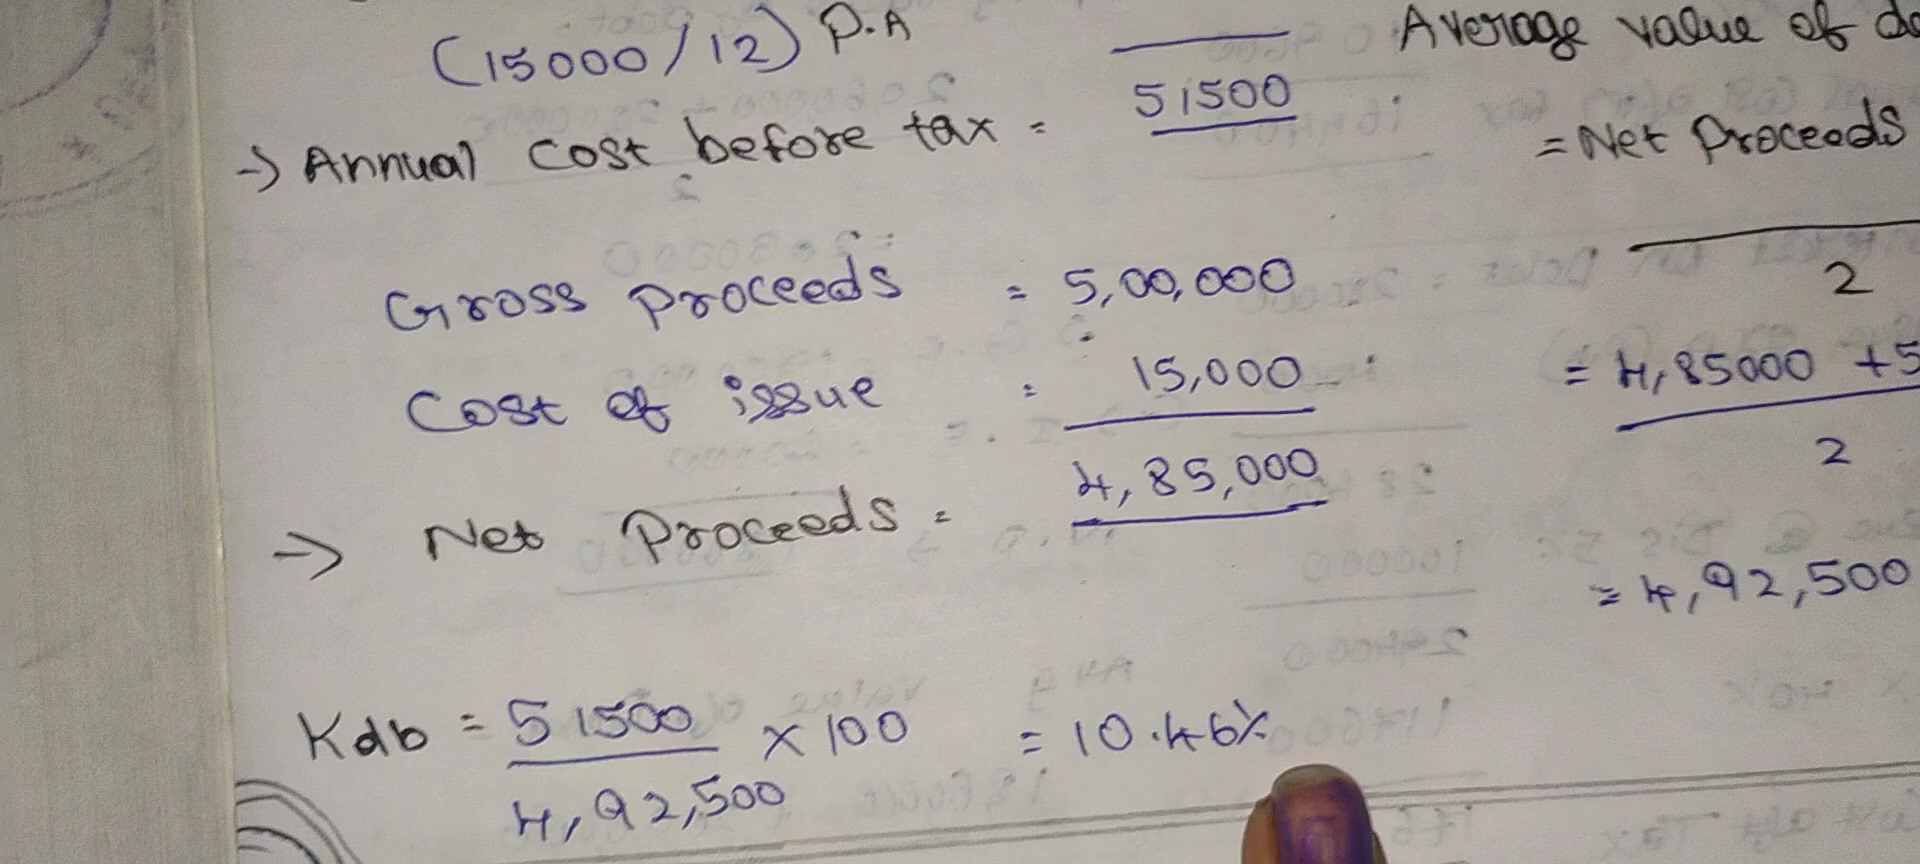 (15000/12) P.A
51500
→ Annual cost before tax =
Gross proceeds = 5,00,000
Cost of issue = 15,000
4,85,000
→ Net Proceeds =
Kdb = 51500 × 100 = 10.46%
4,92,500
Average value of
= Net Proceeds
2
= 4,85000 + 5
2
= 4,92,500